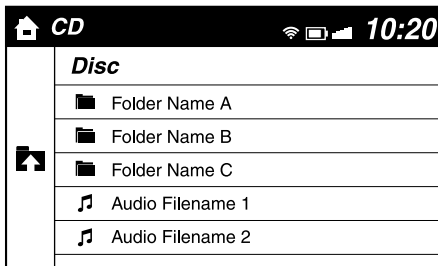 CD 10:20
Disc
Folder Name A
Folder Name B
Folder Name C
Audio Filename 1
Audio Filename 2